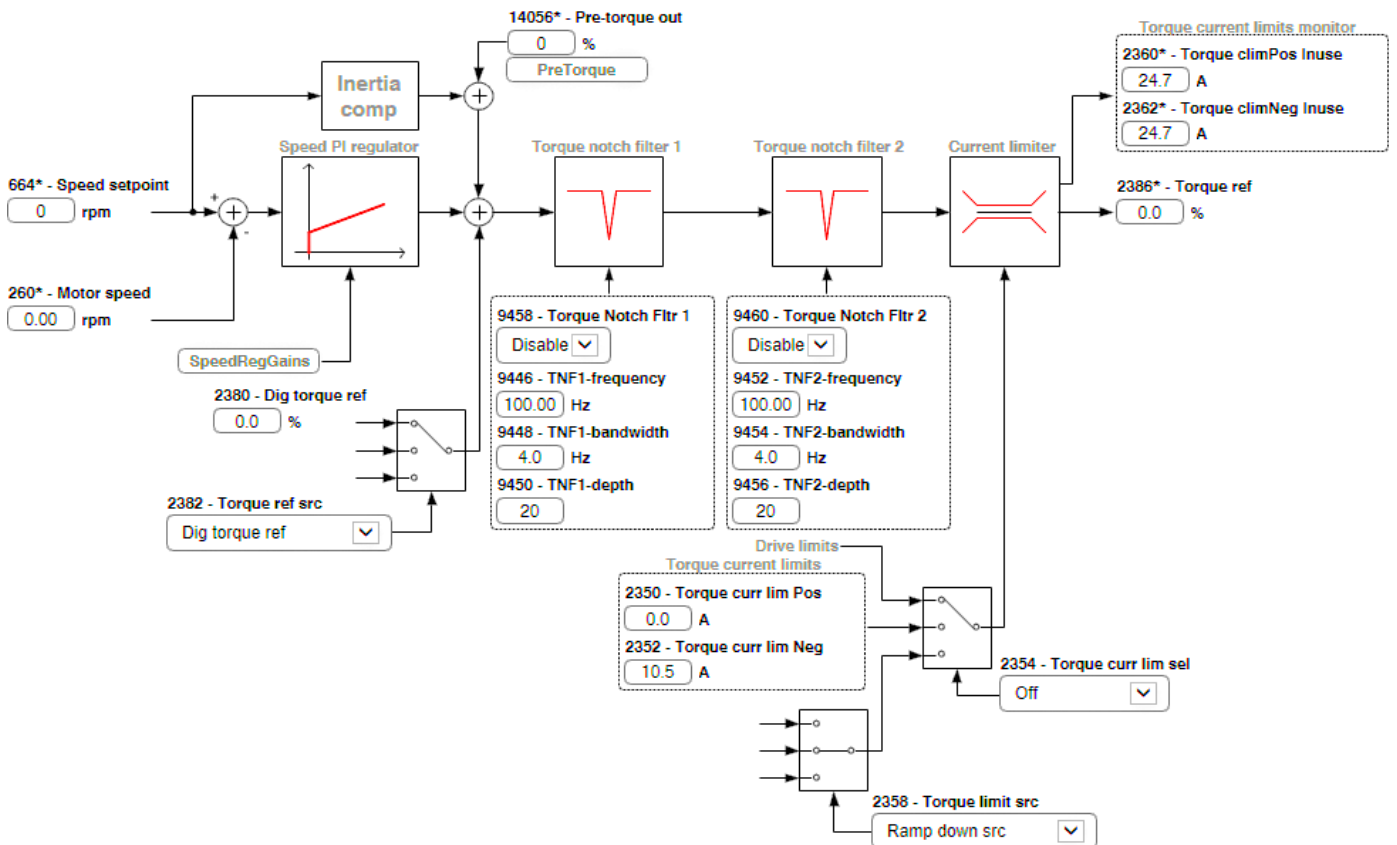 14056* - Pre-torque out
0 %
PreTorque
Torque current limits monitor
2360* - Torque climPos Inuse
24.7 A
2362* - Torque climNeg Inuse
24.7 A
Inertia
comp
Speed PI regulator
Torque notch filter 1
Torque notch filter 2
Current limiter
664* - Speed setpoint
0 rpm
+
-
2386* - Torque ref
0.0 %
260* - Motor speed
0.00 rpm
SpeedRegGains
9458 - Torque Notch Fltr 1
Disable
9446 - TNF1-frequency
100.00 Hz
9448 - TNF1-bandwidth
4.0 Hz
9450 - TNF1-depth
20
9460 - Torque Notch Fltr 2
Disable
9452 - TNF2-frequency
100.00 Hz
9454 - TNF2-bandwidth
4.0 Hz
9456 - TNF2-depth
20
2380 - Dig torque ref
0.0 %
2382 - Torque ref src
Dig torque ref
Drive limits
Torque current limits
2350 - Torque curr lim Pos
0.0 A
2352 - Torque curr lim Neg
10.5 A
2354 - Torque curr lim sel
Off
2358 - Torque limit src
Ramp down src